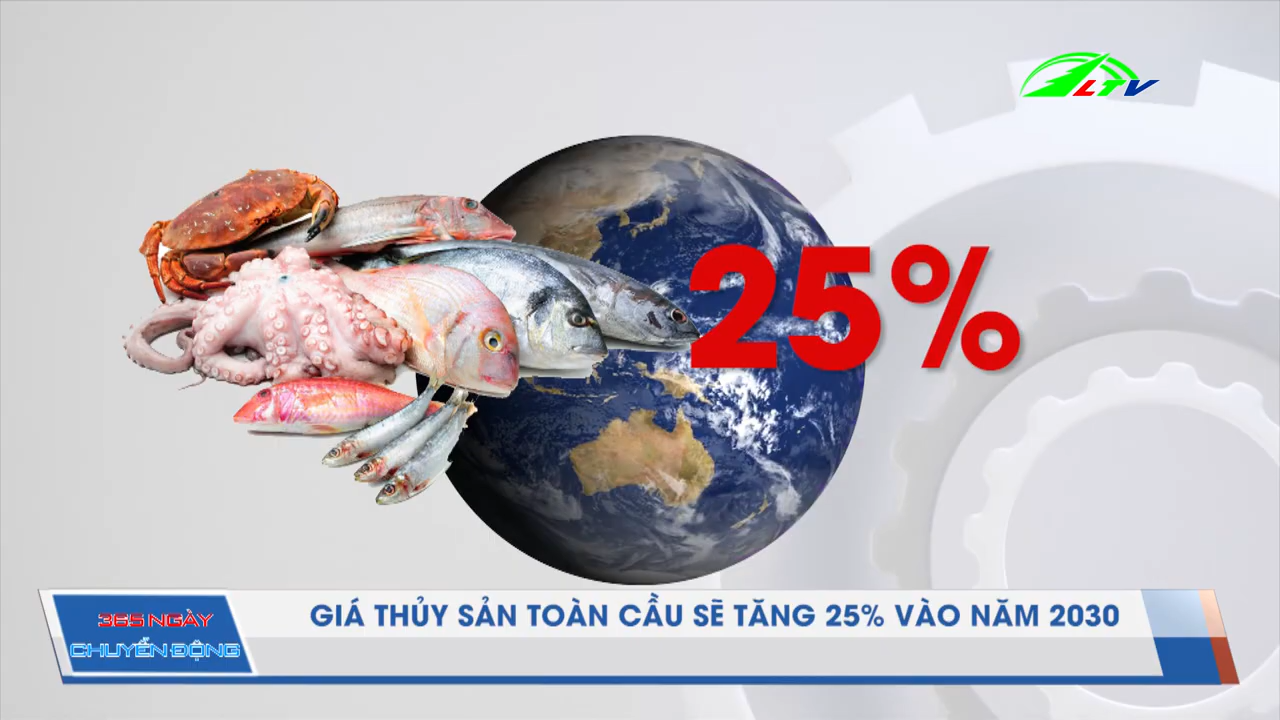 LTV
25%
GIÁ THỦY SẢN TOÀN CẦU SẼ TĂNG 25% VÀO NĂM 2030
365 NGÀY
CHUYỂN ĐỘNG